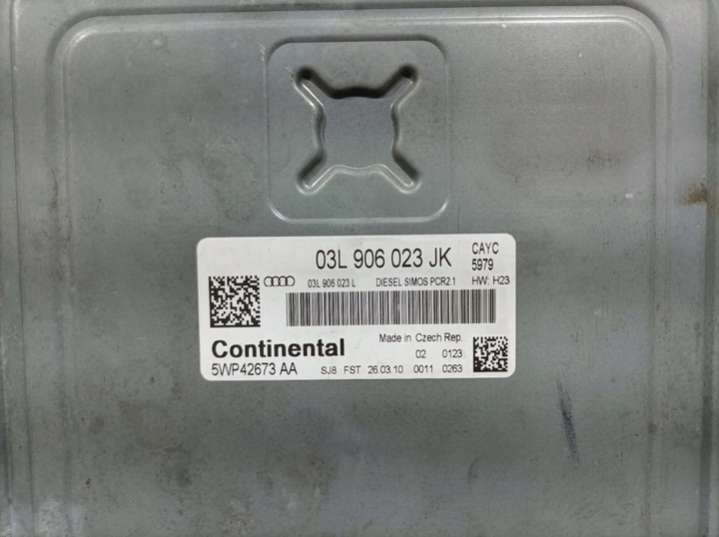 03L 906 023 JK CAYC
5979
03L 906 023 L DIESEL SIMOS PCR2.1 HW: H23
Continental Made in Czech Rep.
02 0123
5WP42673 AA SJ8 FST 26.03.10 0011 0263